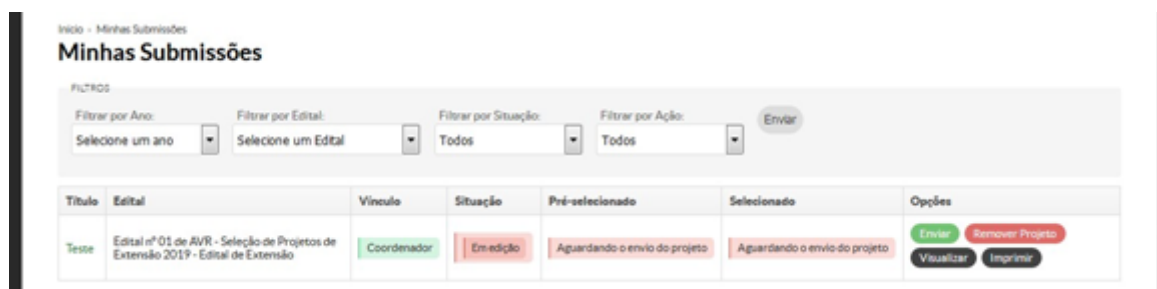 Início » Minhas Submissões
Minhas Submissões
FILTROS
Filtrar por Ano: Filtrar por Edital: Filtrar por Situação: Filtrar por Ação:
Selecione um ano Selecione um Edital Todos Todos Enviar
Título Edital Vínculo Situação Pré-selecionado Selecionado Opções
Teste Edital nº 01 de AVR - Seleção de Projetos de Extensão 2019 - Edital de Extensão Coordenador Em edição Aguardando o envio do projeto Aguardando o envio do projeto Enviar Remover Projeto
Visualizar Imprimir